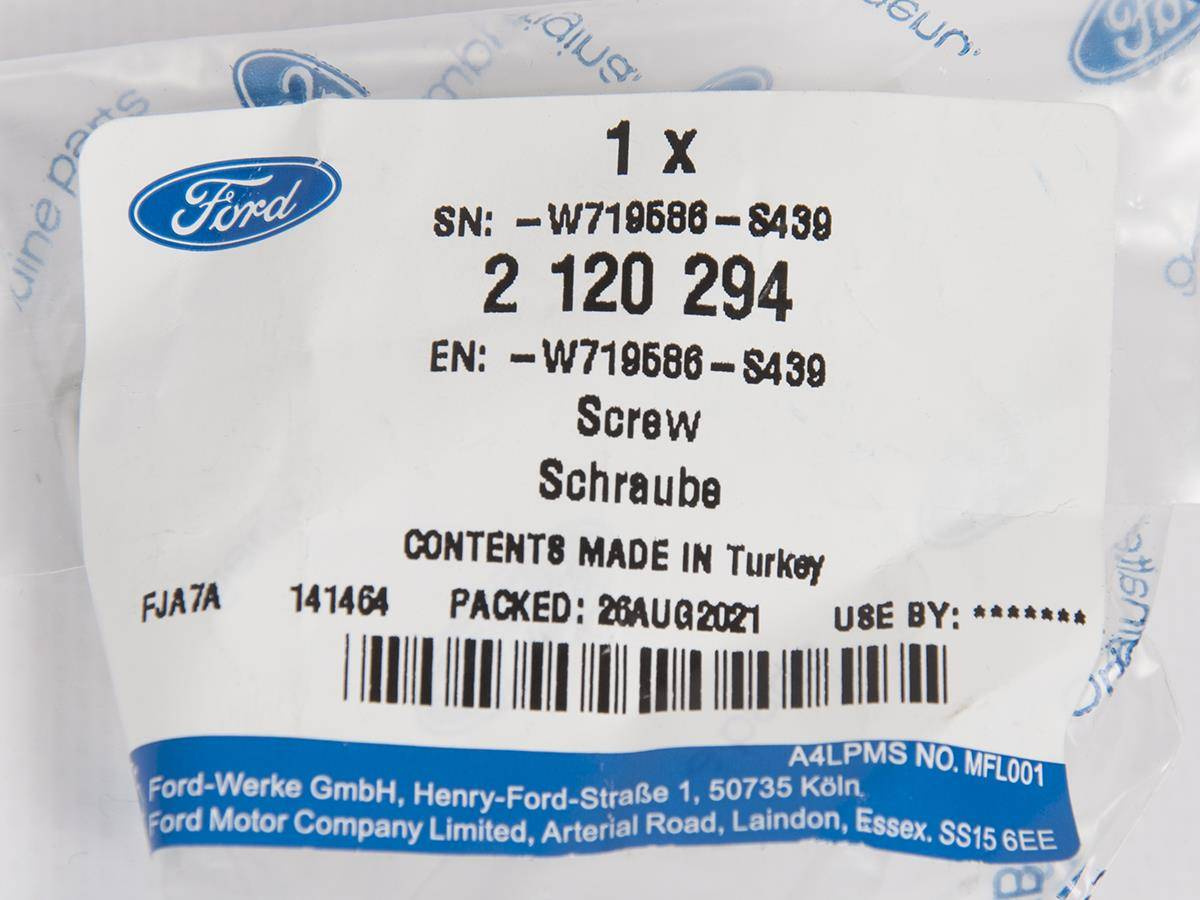 Ford
1 x
SN: -W719586-S439
2 120 294
EN: -W719586-S439
Screw
Schraube
CONTENTS MADE IN Turkey
FJA7A 141464 PACKED: 26AUG2021 USE BY: *******
A4LPMS NO. MFL001
Ford-Werke GmbH, Henry-Ford-Straße 1, 50735 Köln
Ford Motor Company Limited, Arterial Road, Laindon, Essex. SS15 6EE